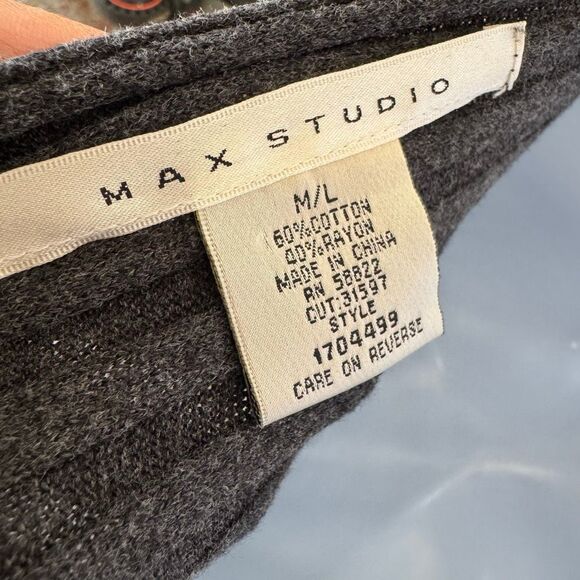 MAX STUDIO
M/L
60%COTTON
40%RAYON
MADE IN CHINA
RN 58822
CUT:31597
STYLE
1704499
CARE ON REVERSE